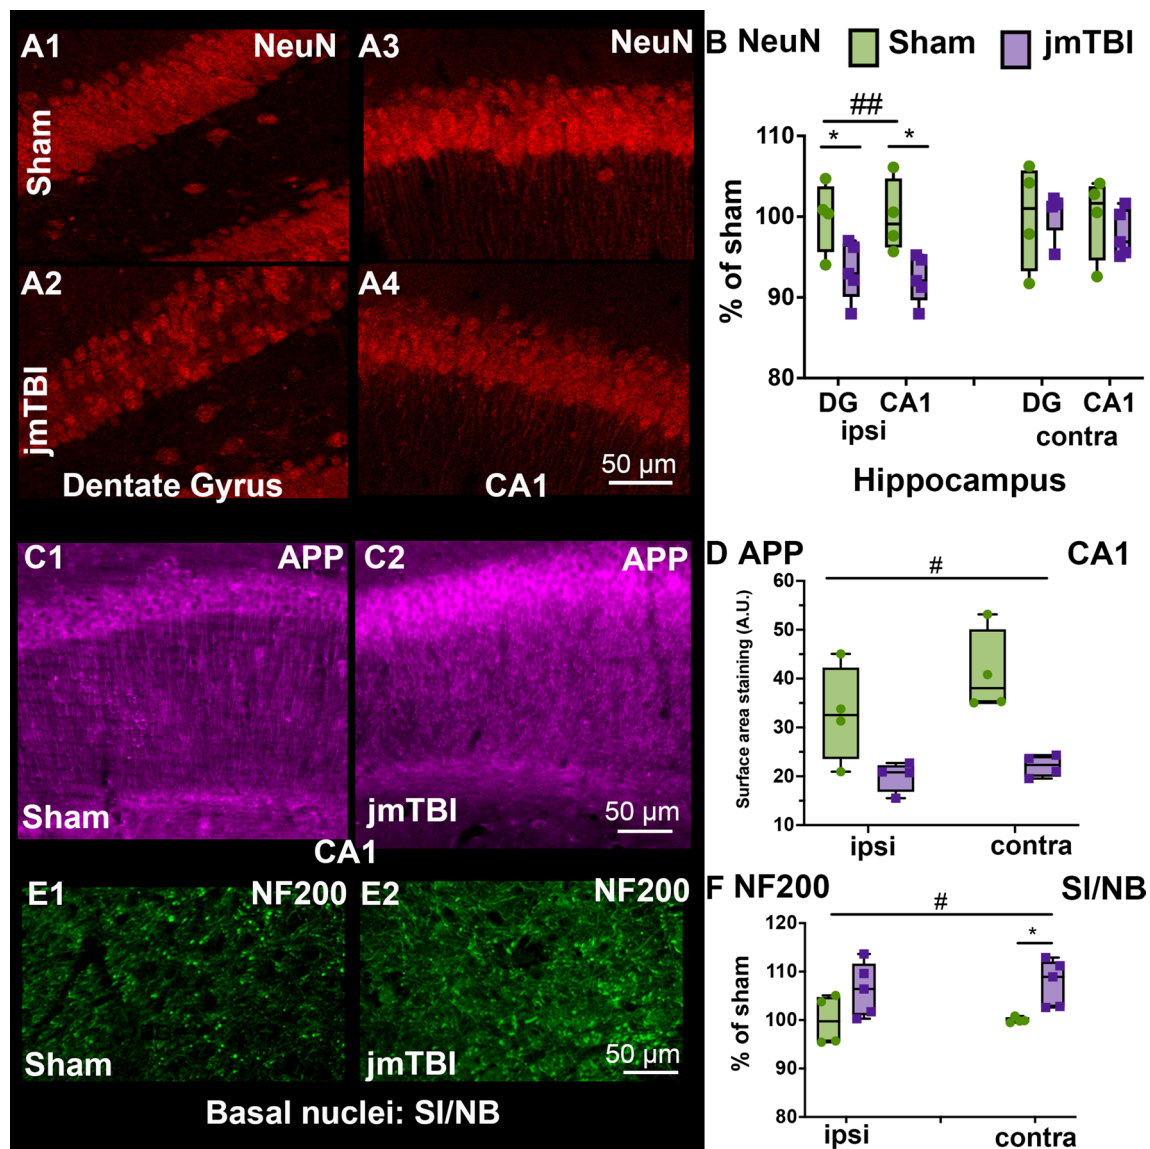 A1 NeuN
A3 NeuN
Sham
A2
A4
jmTBI
50 µm
Dentate Gyrus
CA1
B NeuN
Sham
jmTBI
##
* *
110
100
90
80
% of sham
DG CA1 DG CA1
ipsi contra
Hippocampus
C1 APP
C2 APP
Sham
jmTBI
50 µm
CA1
D APP CA1
#
60
50
40
30
20
10
Surface area staining (A.U.)
ipsi contra
E1 NF200
E2 NF200
Sham
jmTBI
50 µm
Basal nuclei: SI/NB
F NF200 SI/NB
#
*
120
110
100
90
80
% of sham
ipsi contra